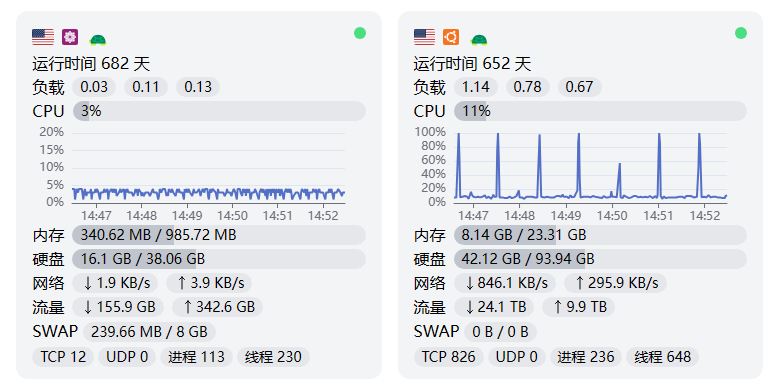 运行时间 682 天
负载 0.03 0.11 0.13
CPU 3%
20%
15%
10%
5%
0%
14:47 14:48 14:49 14:50 14:51 14:52
内存 340.62 MB / 985.72 MB
硬盘 16.1 GB / 38.06 GB
网络 ↓1.9 KB/s ↑3.9 KB/s
流量 ↓155.9 GB ↑342.6 GB
SWAP 239.66 MB / 8 GB
TCP 12 UDP 0 进程 113 线程 230
运行时间 652 天
负载 1.14 0.78 0.67
CPU 11%
100%
80%
60%
40%
20%
0%
14:47 14:48 14:49 14:50 14:51 14:52
内存 8.14 GB / 23.31 GB
硬盘 42.12 GB / 93.94 GB
网络 ↓846.1 KB/s ↑295.9 KB/s
流量 ↓24.1 TB ↑9.9 TB
SWAP 0 B / 0 B
TCP 826 UDP 0 进程 236 线程 648